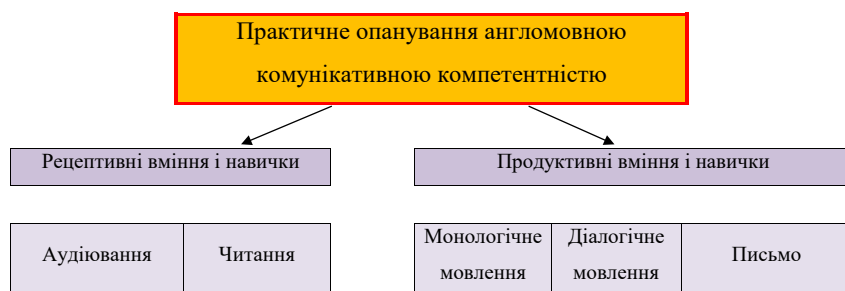 Практичне опанування англомовною
комунікативною компетентністю
Рецептивні вміння і навички
Продуктивні вміння і навички
Аудіювання
Читання
Монологічне
мовлення
Діалогічне
мовлення
Письмо